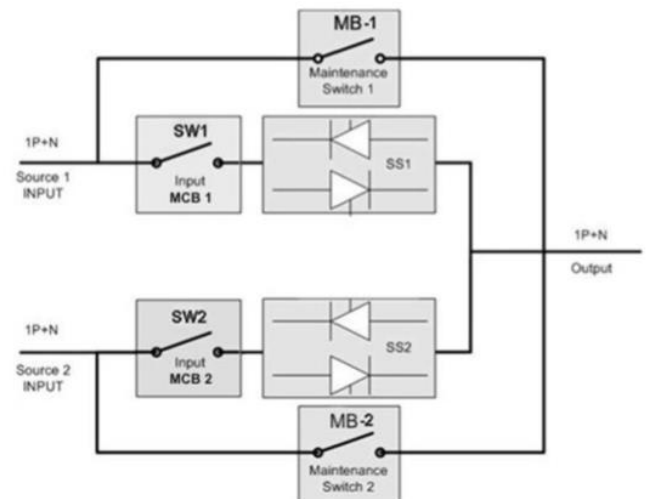 MB-1
Maintenance
Switch 1
1P+N
Source 1
INPUT
SW1
Input
MCB 1
SS1
1P+N
Output
1P+N
Source 2
INPUT
SW2
Input
MCB 2
SS2
MB-2
Maintenance
Switch 2